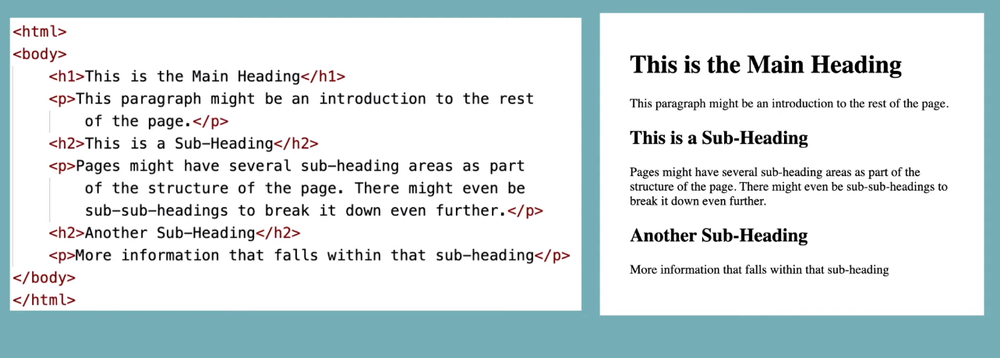 <html>
<body>
<h1>This is the Main Heading</h1>
<p>This paragraph might be an introduction to the rest
of the page.</p>
<h2>This is a Sub-Heading</h2>
<p>Pages might have several sub-heading areas as part
of the structure of the page. There might even be
sub-sub-headings to break it down even further.</p>
<h2>Another Sub-Heading</h2>
<p>More information that falls within that sub-heading</p>
</body>
</html>
This is the Main Heading
This paragraph might be an introduction to the rest of the page.
This is a Sub-Heading
Pages might have several sub-heading areas as part of the
structure of the page. There might even be sub-sub-headings to
break it down even further.
Another Sub-Heading
More information that falls within that sub-heading